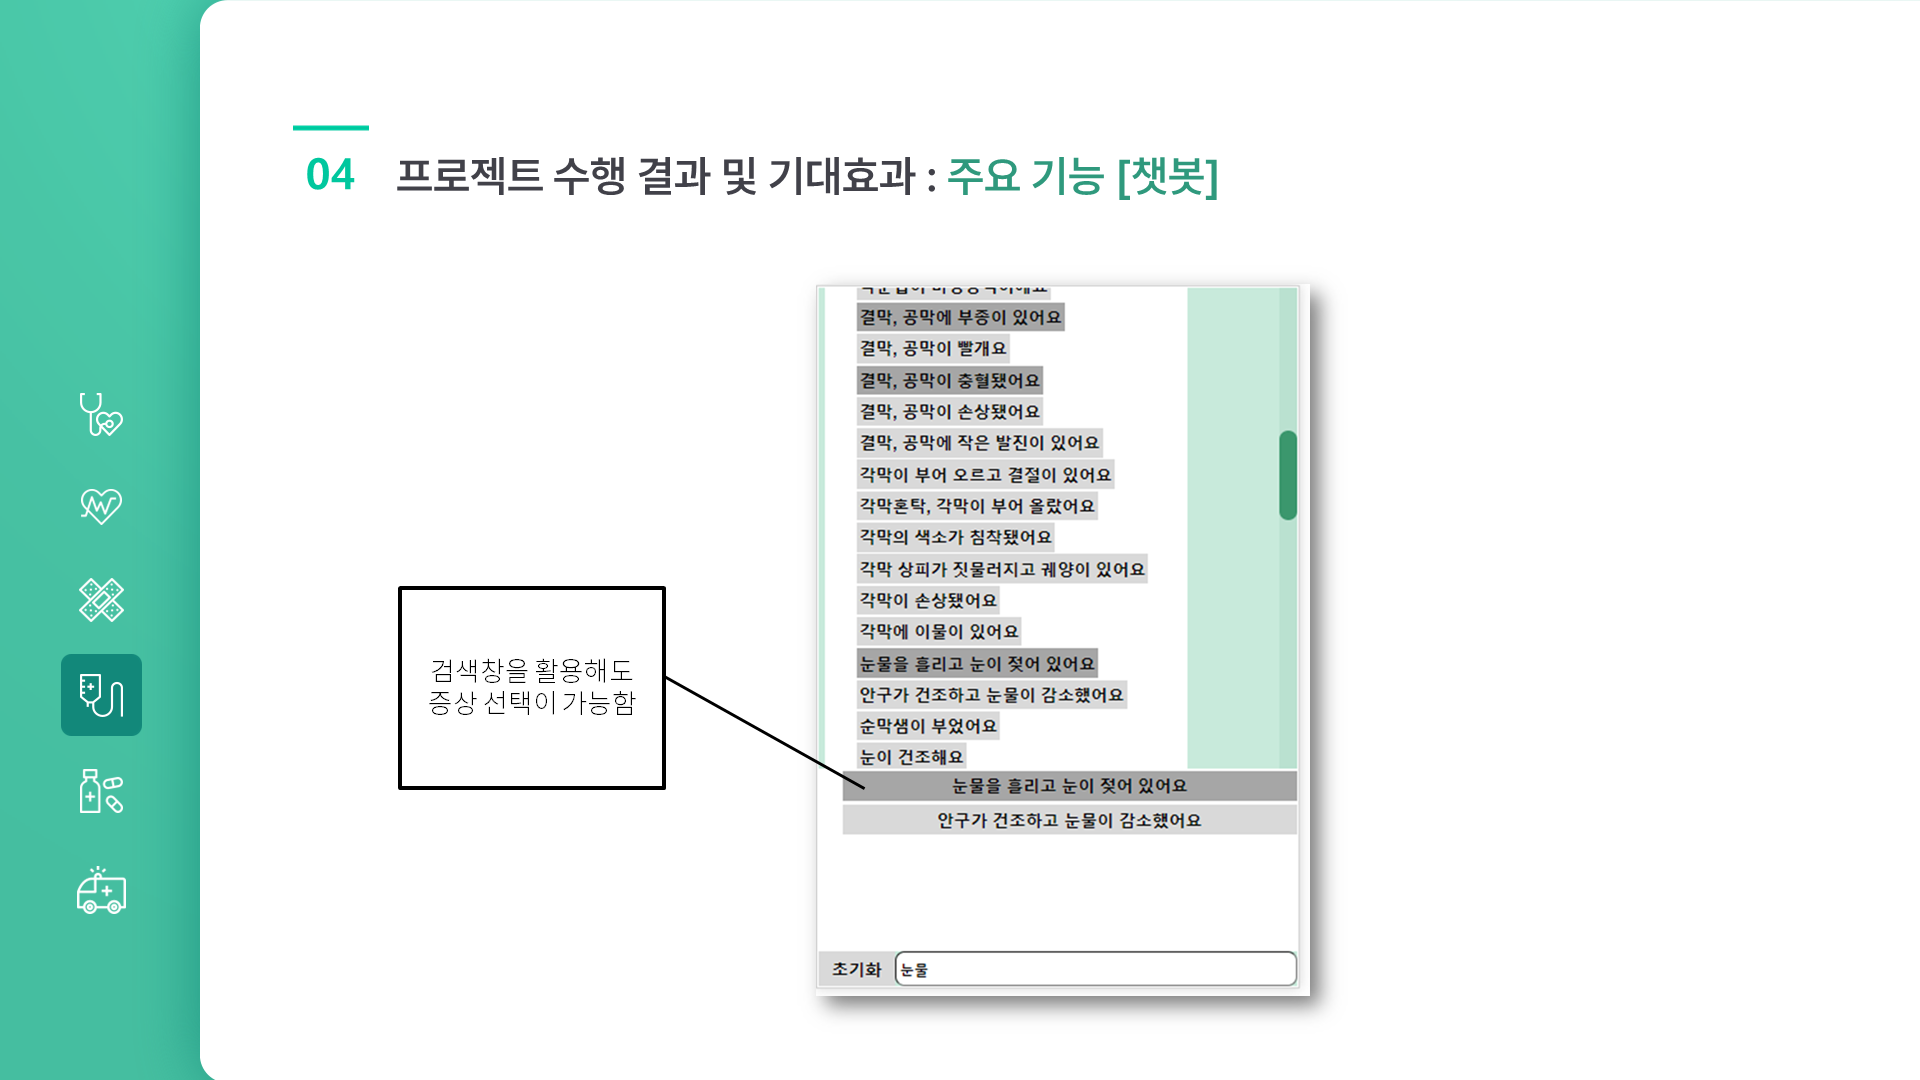 04 프로젝트 수행 결과 및 기대효과 : 주요 기능 [챗봇]
결막, 공막에 부종이 있어요
결막, 공막이 빨개요
결막, 공막이 충혈됐어요
결막, 공막이 손상됐어요
결막, 공막에 작은 발진이 있어요
각막이 부어 오르고 결절이 있어요
각막혼탁, 각막이 부어 올랐어요
각막의 색소가 침착됐어요
각막 상피가 짓물러지고 궤양이 있어요
각막이 손상됐어요
각막에 이물이 있어요
눈물을 흘리고 눈이 젖어 있어요
안구가 건조하고 눈물이 감소했어요
순막샘이 부었어요
눈이 건조해요
눈물을 흘리고 눈이 젖어 있어요
안구가 건조하고 눈물이 감소했어요
초기화 눈물
검색창을 활용해도
증상 선택이 가능함